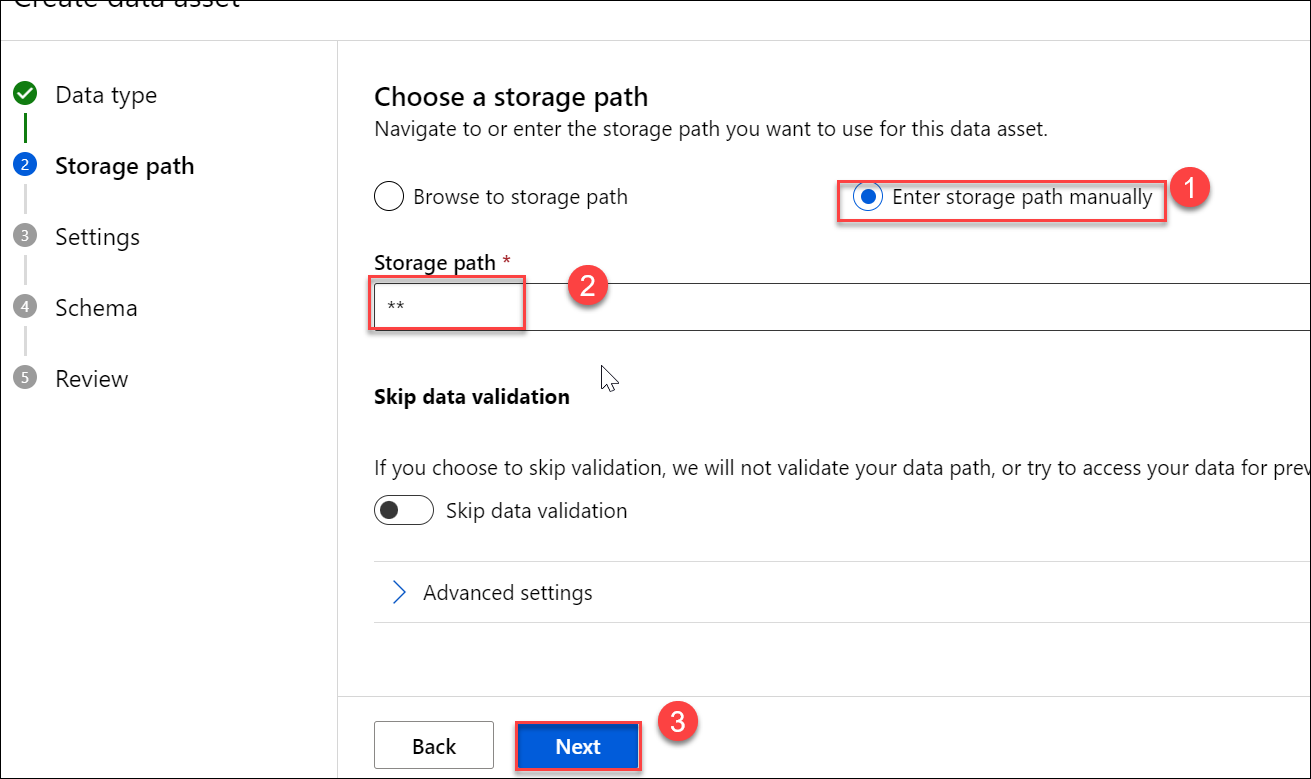 Create data asset
Data type
2 Storage path
3 Settings
4 Schema
5 Review
Choose a storage path
Navigate to or enter the storage path you want to use for this data asset.
Browse to storage path
Enter storage path manually
1
Storage path *
2
**
Skip data validation
If you choose to skip validation, we will not validate your data path, or try to access your data for prev
Skip data validation
Advanced settings
3
Back
Next